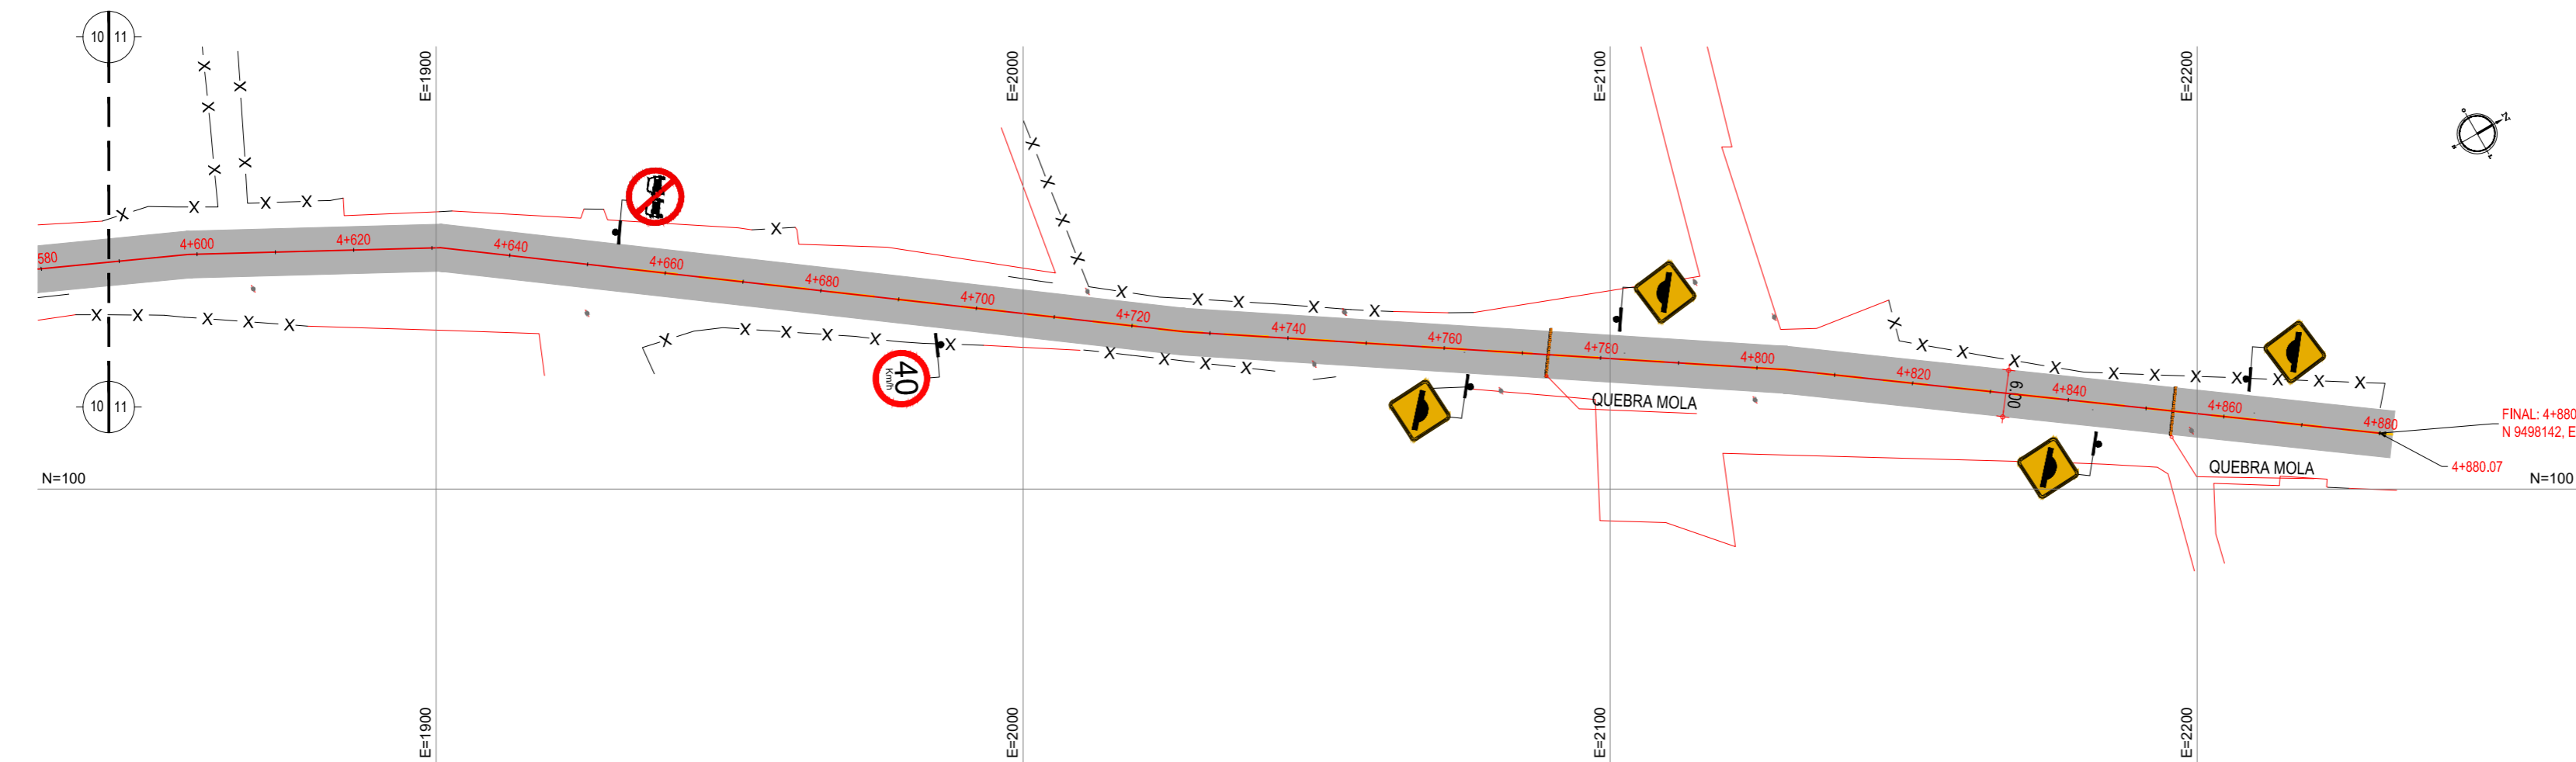 10 11
E=1900
E=2000
E=2100
E=2200
580
4+600
4+620
4+640
4+660
4+680
4+700
4+720
4+740
4+760
4+780
4+800
4+820
4+840
4+860
4+880
6.00
40
Km/h
QUEBRA MOLA
QUEBRA MOLA
FINAL: 4+880
N 9498142, E
4+880.07
10 11
N=100
N=100
E=1900
E=2000
E=2100
E=2200